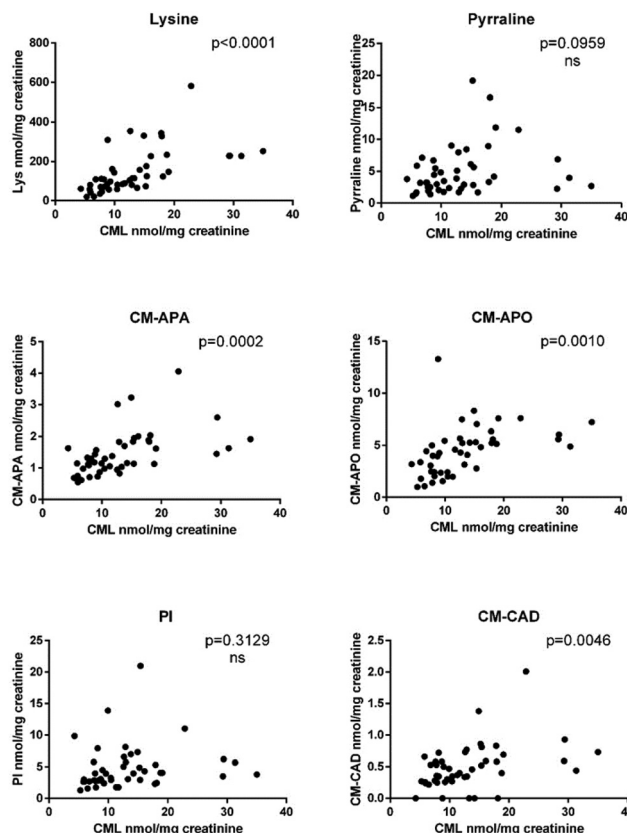 Lysine
p<0.0001
Lys nmol/mg creatinine
800
600
400
200
0
0 10 20 30 40
CML nmol/mg creatinine
Pyrraline
p=0.0959
ns
Pyrraline nmol/mg creatinine
25
20
15
10
5
0
0 10 20 30 40
CML nmol/mg creatinine
CM-APA
p=0.0002
CM-APA nmol/mg creatinine
5
4
3
2
1
0
0 10 20 30 40
CML nmol/mg creatinine
CM-APO
p=0.0010
CM-APO nmol/mg creatinine
15
10
5
0
0 10 20 30 40
CML nmol/mg creatinine
PI
p=0.3129
ns
PI nmol/mg creatinine
25
20
15
10
5
0
0 10 20 30 40
CML nmol/mg creatinine
CM-CAD
p=0.0046
CM-CAD nmol/mg creatinine
2.5
2.0
1.5
1.0
0.5
0.0
0 10 20 30 40
CML nmol/mg creatinine